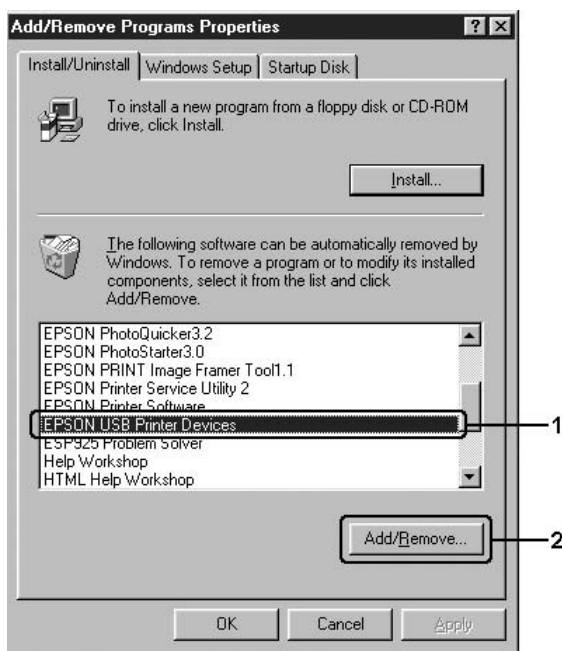 Add/Remove Programs Properties
Install/Uninstall Windows Setup Startup Disk
To install a new program from a floppy disk or CD-ROM
drive, click Install.
Install...
The following software can be automatically removed by
Windows. To remove a program or to modify its installed
components, select it from the list and click
Add/Remove.
EPSON PhotoQuicker3.2
EPSON PhotoStarter3.0
EPSON PRINT Image Framer Tool1.1
EPSON Printer Service Utility 2
EPSON Printer Software
EPSON USB Printer Devices
1
ESP925 Problem Solver
Help Workshop
HTML Help Workshop
Add/Remove...
2
OK Cancel Apply